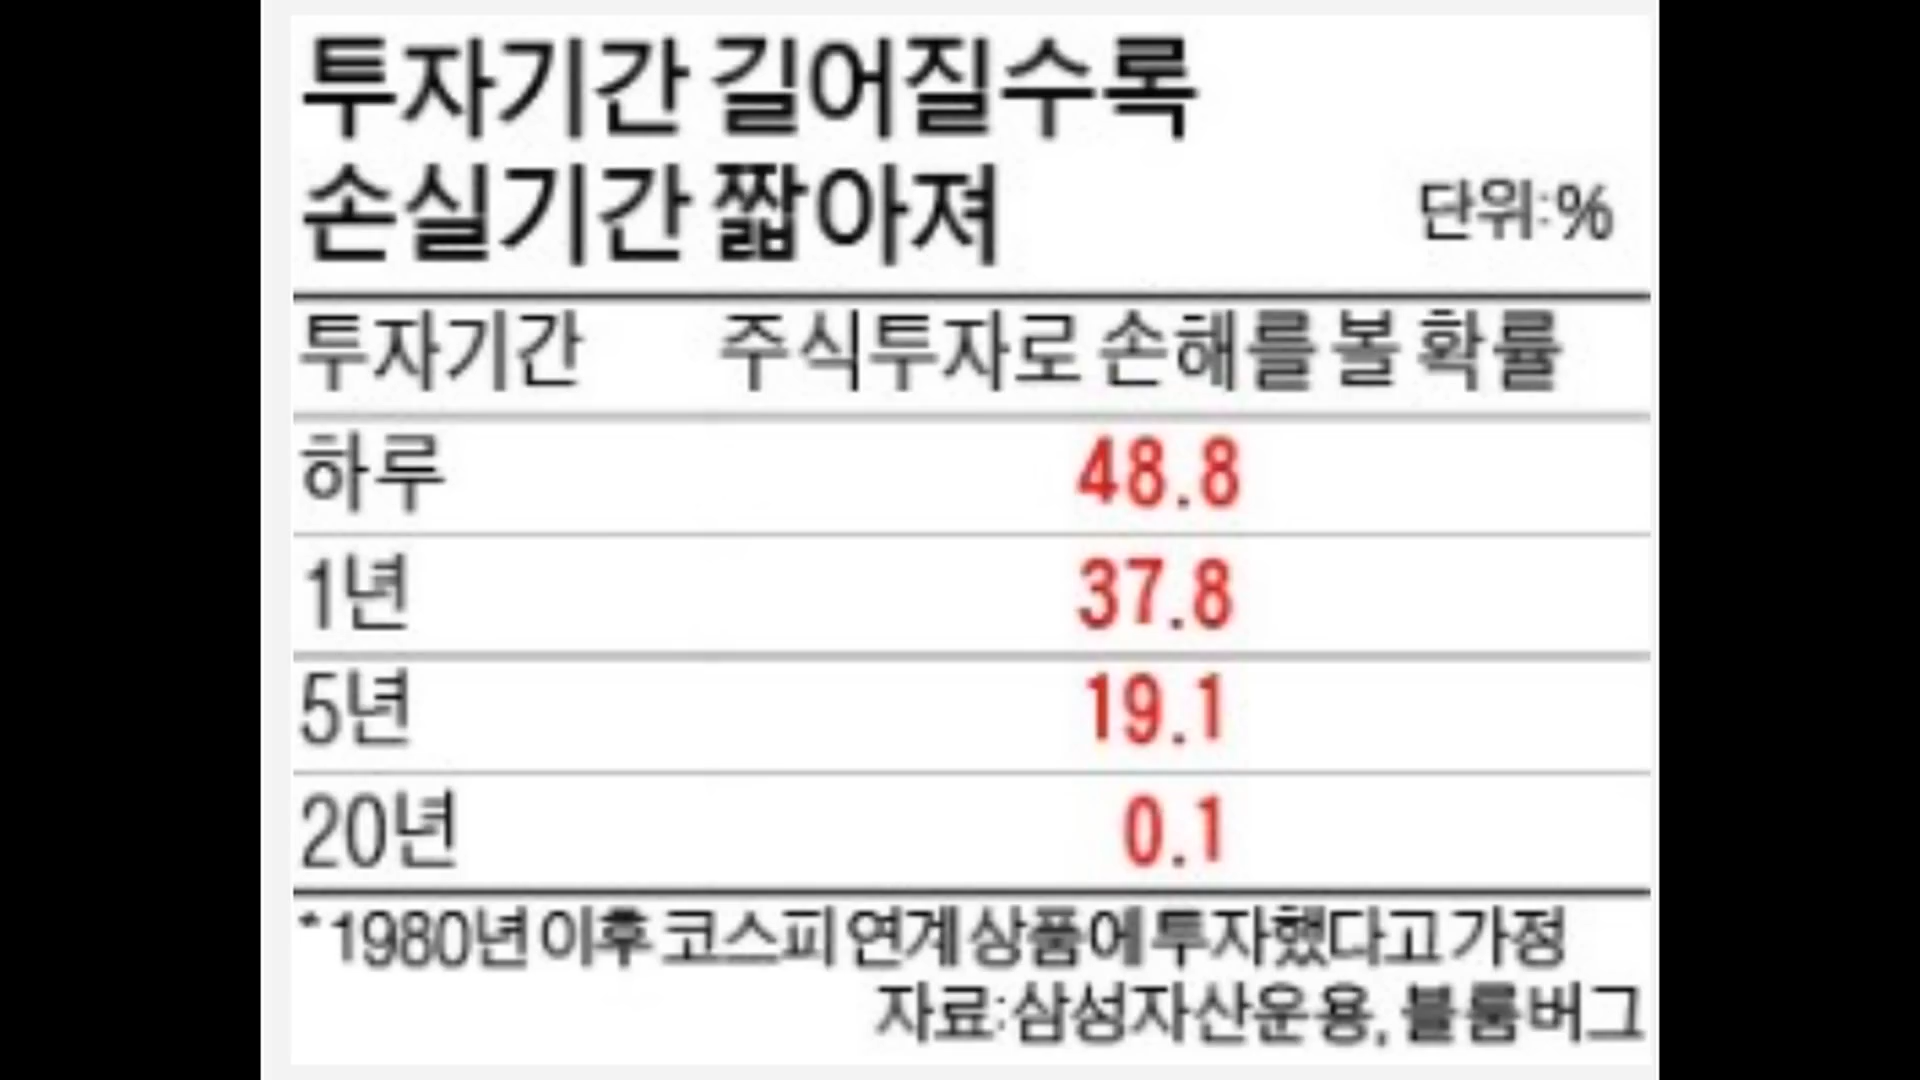 투자기간 길어질수록
손실기간 짧아져
단위:%
투자기간 주식투자로 손해를 볼 확률
하루 48.8
1년 37.8
5년 19.1
20년 0.1
*1980년 이후 코스피 연계 상품에 투자했다고 가정
자료:삼성자산운용, 블룸버그